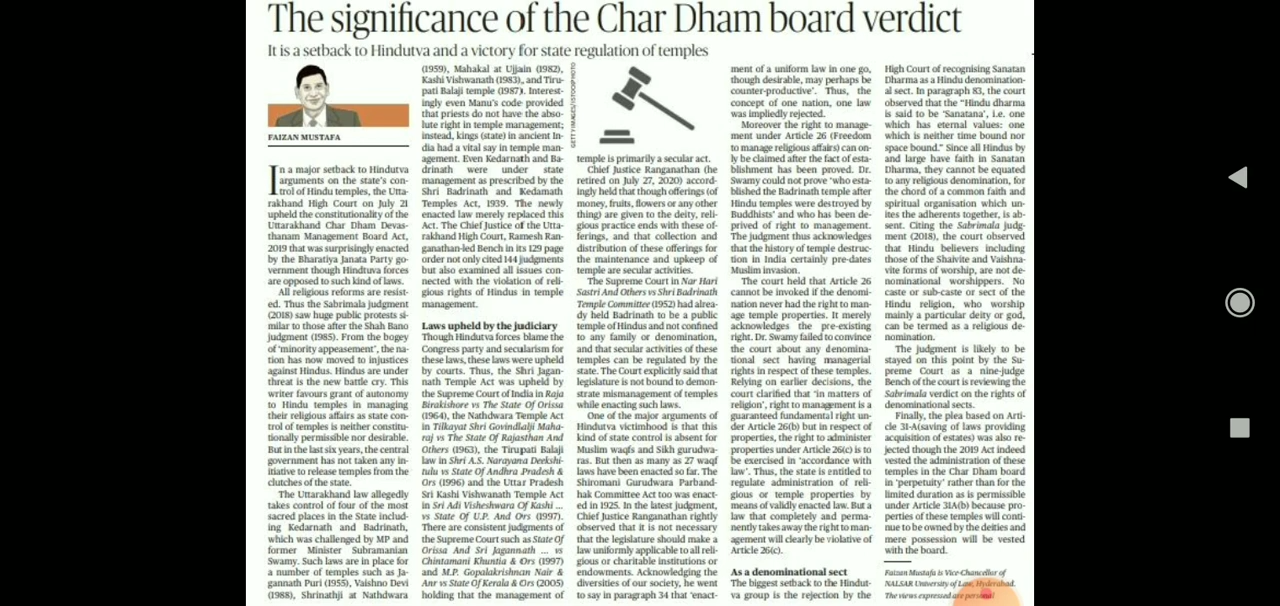 The significance of the Char Dham board verdict
It is a setback to Hindutva and a victory for state regulation of temples
FAIZAN MUSTAFA
In a major setback to Hindutva
arguments on the state's con-
trol of Hindu temples, the Utta-
rakhand High Court on July 21
upheld the constitutionality of the
Uttarakhand Char Dham Devas-
thanam Management Board Act,
2019 that was surprisingly enacted
by the Bharatiya Janata Party go-
vernment though Hindtuva forces
are opposed to such kind of laws.
All religious reforms are resist-
ed. Thus the Sabrimala judgment
(2018) saw huge public protests si-
milar to those after the Shah Bano
judgment (1985). From the bogey
of 'minority appeasement', the na-
tion has now moved to injustices
against Hindus. Hindus are under
threat is the new battle cry. This
writer favours grant of autonomy
to Hindu temples in managing
their religious affairs as state con-
trol of temples is neither constitu-
tionally permissible nor desirable.
But in the last six years, the central
government has not taken any in-
itiative to release temples from the
clutches of the state.
The Uttarakhand law allegedly
takes control of four of the most
sacred places in the State includ-
ing Kedarnath and Badrinath,
which was challenged by MP and
former Minister Subramanian
Swamy. Such laws are in place for
a number of temples such as Ja-
gannath Puri (1955), Vaishno Devi
(1988), Shrinathji at Nathdwara
(1959), Mahakal at Ujjain (1982),
Kashi Vishwanath (1983), and Tiru-
pati Balaji temple (1987). Interest-
ingly even Manu's code provided
that priests do not have the abso-
lute right in temple management;
instead, kings (state) in ancient In-
dia had a vital say in temple man-
agement. Even Kedarnath and Ba-
drinath were under state
management as prescribed by the
Shri Badrinath and Kedarnath
Temples Act, 1939. The newly
enacted law merely replaced this
Act. The Chief Justice of the Utta-
rakhand High Court, Ramesh Ran-
ganathan-led Bench in its 129 page
order not only cited 144 judgments
but also examined all issues con-
nected with the violation of reli-
gious rights of Hindus in temple
management.
Laws upheld by the judiciary
Though Hindutva forces blame the
Congress party and secularism for
these laws, these laws were upheld
by courts. Thus, the Shri Jagan-
nath Temple Act was upheld by
the Supreme Court of India in Raja
Birakishore vs The State Of Orissa
(1964), the Nathdwara Temple Act
in Tilkayat Shri Govindlalji Maha-
raj vs The State Of Rajasthan And
Others (1963), the Tirupati Balaji
law in Shri A.S. Narayana Deekshi-
tulu vs State Of Andhra Pradesh &
Ors (1996) and the Uttar Pradesh
Sri Kashi Vishwanath Temple Act
in Sri Adi Visheshwara Of Kashi ...
vs State Of U.P. And Ors (1997).
There are consistent judgments of
the Supreme Court such as State Of
Orissa And Sri Jagannath ... vs
Chintamani Khuntia & Ors (1997)
and M.P. Gopalakrishnan Nair &
Anr vs State Of Kerala & Ors (2005)
holding that the management of
GETTY IMAGES/ISTOCKPHOTO
temple is primarily a secular act.
Chief Justice Ranganathan (he
retired on July 27, 2020) accord-
ingly held that though offerings (of
money, fruits, flowers or any other
thing) are given to the deity, reli-
gious practice ends with these of-
ferings, and that collection and
distribution of these offerings for
the maintenance and upkeep of
temple are secular activities.
The Supreme Court in Nar Hari
Sastri And Others vs Shri Badrinath
Temple Committee (1952) had alrea-
dy held Badrinath to be a public
temple of Hindus and not confined
to any family or denomination,
and that secular activities of these
temples can be regulated by the
state. The Court explicitly said that
legislature is not bound to demon-
strate mismanagement of temples
while enacting such laws.
One of the major arguments of
Hindutva victimhood is that this
kind of state control is absent for
Muslim waqfs and Sikh gurudwa-
ras. But then as many as 27 waqf
laws have been enacted so far. The
Shiromani Gurudwara Parband-
hak Committee Act too was enact-
ed in 1925. In the latest judgment,
Chief Justice Ranganathan rightly
observed that it is not necessary
that the legislature should make a
law uniformly applicable to all reli-
gious or charitable institutions or
endowments. Acknowledging the
diversities of our society, he went
to say in paragraph 34 that 'enact-
ment of a uniform law in one go,
though desirable, may perhaps be
counter-productive'. Thus, the
concept of one nation, one law
was impliedly rejected.
Moreover the right to manage-
ment under Article 26 (Freedom
to manage religious affairs) can on-
ly be claimed after the fact of esta-
blishment has been proved. Dr.
Swamy could not prove 'who esta-
blished the Badrinath temple after
Hindu temples were destroyed by
Buddhists' and who has been de-
prived of right to management.
The judgment thus acknowledges
that the history of temple destruc-
tion in India certainly pre-dates
Muslim invasion.
The court held that Article 26
cannot be invoked if the denomi-
nation never had the right to man-
age temple properties. It merely
acknowledges the pre-existing
right. Dr. Swamy failed to convince
the court about any denomina-
tional sect having managerial
rights in respect of these temples.
Relying on earlier decisions, the
court clarified that 'in matters of
religion', right to management is a
guaranteed fundamental right un-
der Article 26(b) but in respect of
properties, the right to administer
properties under Article 26(c) is to
be exercised in 'accordance with
law'. Thus, the state is entitled to
regulate administration of reli-
gious or temple properties by
means of validly enacted law. But a
law that completely and perma-
nently takes away the right to man-
agement will clearly be violative of
Article 26(c).
As a denominational sect
The biggest setback to the Hindut-
va group is the rejection by the
High Court of recognising Sanatan
Dharma as a Hindu denomination-
al sect. In paragraph 83, the court
observed that the "Hindu dharma
is said to be 'Sanatana', i.e. one
which has eternal values: one
which is neither time bound nor
space bound." Since all Hindus by
and large have faith in Sanatan
Dharma, they cannot be equated
to any religious denomination, for
the chord of a common faith and
spiritual organisation which un-
ites the adherents together, is ab-
sent. Citing the Sabrimala judg-
ment (2018), the court observed
that Hindu believers including
those of the Shaivite and Vaishna-
vite forms of worship, are not de-
nominational worshippers. No
caste or sub-caste or sect of the
Hindu religion, who worship
mainly a particular deity or god,
can be termed as a religious de-
nomination.
The judgment is likely to be
stayed on this point by the Su-
preme Court as a nine-judge
Bench of the court is reviewing the
Sabrimala verdict on the rights of
denominational sects.
Finally, the plea based on Arti-
cle 31-A(saving of laws providing
acquisition of estates) was also re-
jected though the 2019 Act indeed
vested the administration of these
temples in the Char Dham board
in 'perpetuity' rather than for the
limited duration as is permissible
under Article 31A(b) because pro-
perties of these temples will conti-
nue to be owned by the deities and
mere possession will be vested
with the board.
Faizan Mustafa is Vice-Chancellor of
NALSAR University of Law, Hyderabad.
The views expressed are personal